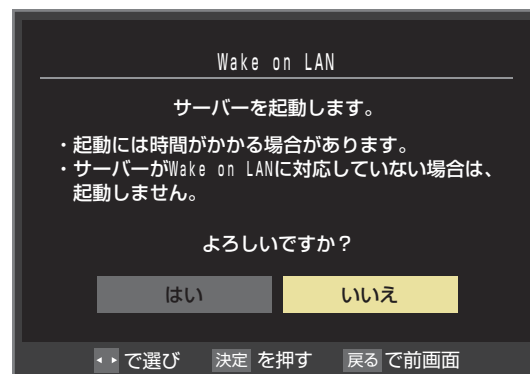 Wake on LAN
サーバーを起動します。
・起動には時間がかかる場合があります。
・サーバーがWake on LANに対応していない場合は、
起動しません。
よろしいですか？
はい いいえ
で選び 決定 を押す 戻る で前画面